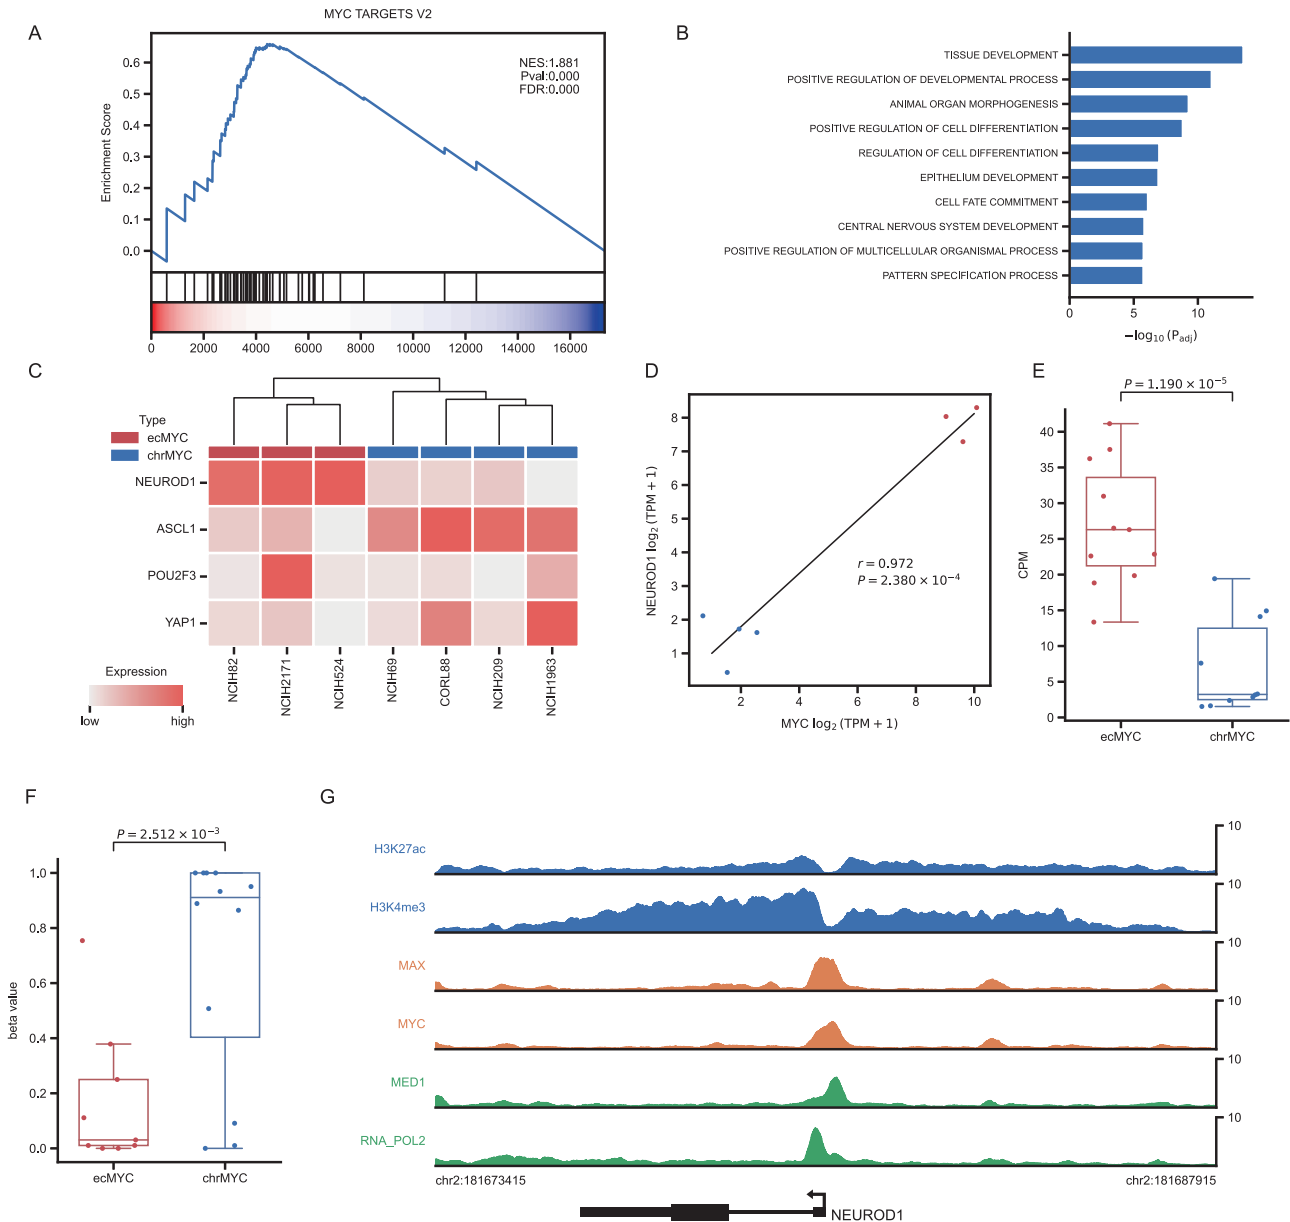 MYC TARGETS V2
A
Enrichment Score
0.6
0.5
0.4
0.3
0.2
0.1
0.0
NES:1.881
Pval:0.000
FDR:0.000
0 2000 4000 6000 8000 10000 12000 14000 16000
B
TISSUE DEVELOPMENT
POSITIVE REGULATION OF DEVELOPMENTAL PROCESS
ANIMAL ORGAN MORPHOGENESIS
POSITIVE REGULATION OF CELL DIFFERENTIATION
REGULATION OF CELL DIFFERENTIATION
EPITHELIUM DEVELOPMENT
CELL FATE COMMITMENT
CENTRAL NERVOUS SYSTEM DEVELOPMENT
POSITIVE REGULATION OF MULTICELLULAR ORGANISMAL PROCESS
PATTERN SPECIFICATION PROCESS
0 5 10
−log₁₀ (P_adj)
C
Type
ecMYC
chrMYC
NEUROD1
ASCL1
POU2F3
YAP1
NCIH82 NCIH2171 NCIH524 NCIH69 CORL88 NCIH209 NCIH1963
Expression
low high
D
NEUROD1 log₂ (TPM + 1)
8
7
6
5
4
3
2
1
r = 0.972
P = 2.380 × 10⁻⁴
2 4 6 8 10
MYC log₂ (TPM + 1)
E
P = 1.190 × 10⁻⁵
CPM
40
35
30
25
20
15
10
5
0
ecMYC chrMYC
F
P = 2.512 × 10⁻³
beta value
1.0
0.8
0.6
0.4
0.2
0.0
ecMYC chrMYC
G
H3K27ac 10
H3K4me3 10
MAX 10
MYC 10
MED1 10
RNA_POL2 10
chr2:181673415 chr2:181687915
NEUROD1